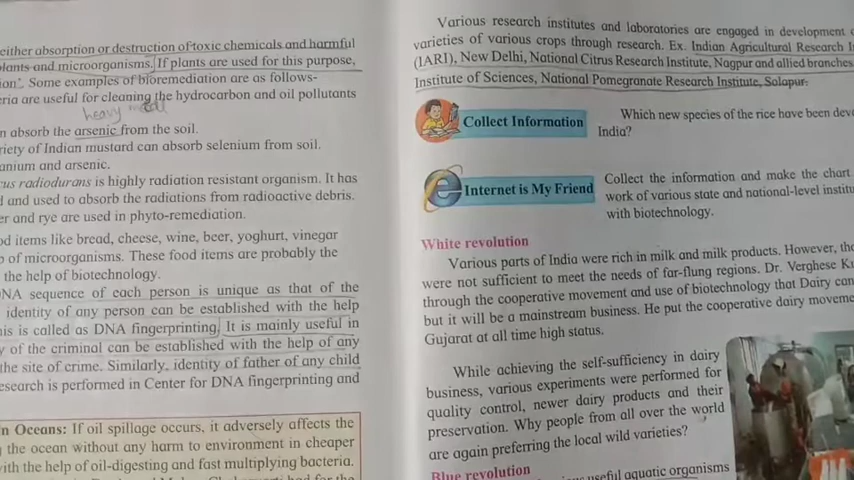 either absorption or destruction of toxic chemicals and harmful
plants and microorganisms. If plants are used for this purpose,
Some examples of bioremediation are as follows-
are useful for cleaning the hydrocarbon and oil pollutants
heavy
absorb the arsenic from the soil.
of Indian mustard can absorb selenium from soil.
and arsenic.
radiodurans is highly radiation resistant organism. It has
and used to absorb the radiations from radioactive debris.
and rye are used in phyto-remediation.
items like bread, cheese, wine, beer, yoghurt, vinegar
of microorganisms. These food items are probably the
the help of biotechnology.
sequence of each person is unique as that of the
identity of any person can be established with the help
is called as DNA fingerprinting. It is mainly useful in
of the criminal can be established with the help of any
the site of crime. Similarly, identity of father of any child
is performed in Center for DNA fingerprinting and
Oceans: If oil spillage occurs, it adversely affects the
the ocean without any harm to environment in cheaper
with the help of oil-digesting and fast multiplying bacteria.
Various research institutes and laboratories are engaged in development
varieties of various crops through research. Ex. Indian Agricultural Research
(IARI), New Delhi, National Citrus Research Institute, Nagpur and allied branches
Institute of Sciences, National Pomegranate Research Institute, Solapur.
Collect Information
Which new species of the rice have been
India?
Internet is My Friend
Collect the information and make the chart
work of various state and national-level
with biotechnology.
White revolution
Various parts of India were rich in milk and milk products. However,
were not sufficient to meet the needs of far-flung regions. Dr. Verghese
through the cooperative movement and use of biotechnology that Dairy can
but it will be a mainstream business. He put the cooperative dairy
Gujarat at all time high status.
While achieving the self-sufficiency in dairy
business, various experiments were performed for
quality control, newer dairy products and their
preservation. Why people from all over the world
are again preferring the local wild varieties?
Blue revolution
useful aquatic organisms